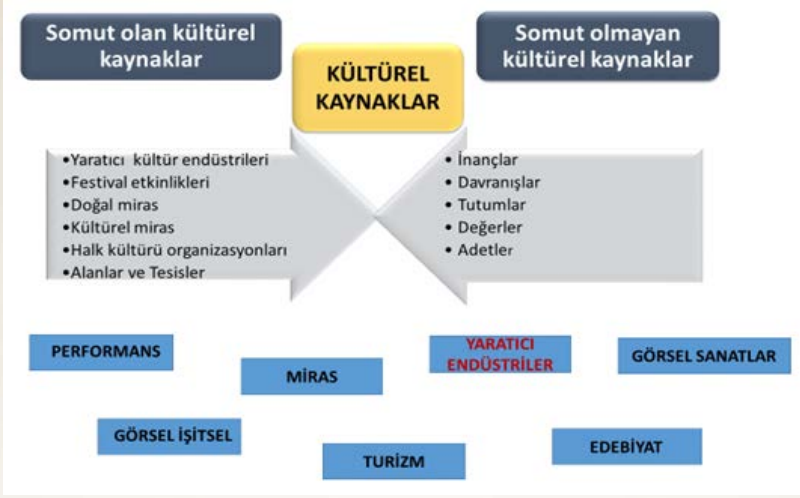 Somut olan kültürel
kaynaklar
KÜLTÜREL
KAYNAKLAR
Somut olmayan
kültürel kaynaklar
•Yaratıcı kültür endüstrileri
•Festival etkinlikleri
•Doğal miras
•Kültürel miras
•Halk kültürü organizasyonları
•Alanlar ve Tesisler
• İnançlar
• Davranışlar
• Tutumlar
• Değerler
• Adetler
PERFORMANS
MİRAS
YARATICI
ENDÜSTRİLER
GÖRSEL SANATLAR
GÖRSEL İŞİTSEL
TURİZM
EDEBİYAT